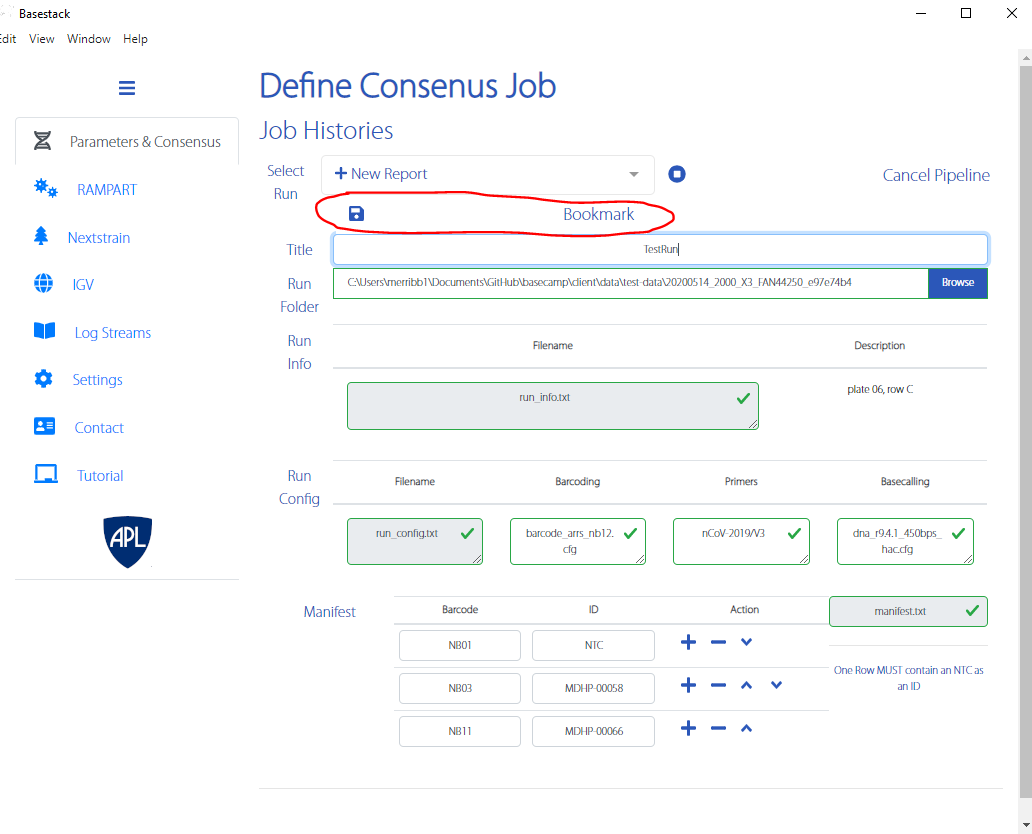 Basestack
Edit View Window Help
Define Consenus Job
Job Histories
Parameters & Consensus
RAMPART
Nextstrain
IGV
Log Streams
Settings
Contact
Tutorial
APL
Select
Run
New Report
Cancel Pipeline
Bookmark
Title
TestRun
Run
Folder
C:\Users\merribb1\Documents\GitHub\basecamp\client\data\test-data\20200514_2000_X3_FAN44250_e97e74b4
Browse
Run
Info
Filename Description
run_info.txt plate 06, row C
Run
Config
Filename Barcoding Primers Basecalling
run_config.txt
barcode_arrs_nb12.
cfg
nCoV-2019/V3
dna_r9.4.1_450bps_
hac.cfg
Manifest
Barcode ID Action
NB01 NTC
NB03 MDHP-00058
NB11 MDHP-00066
manifest.txt
One Row MUST contain an NTC as
an ID